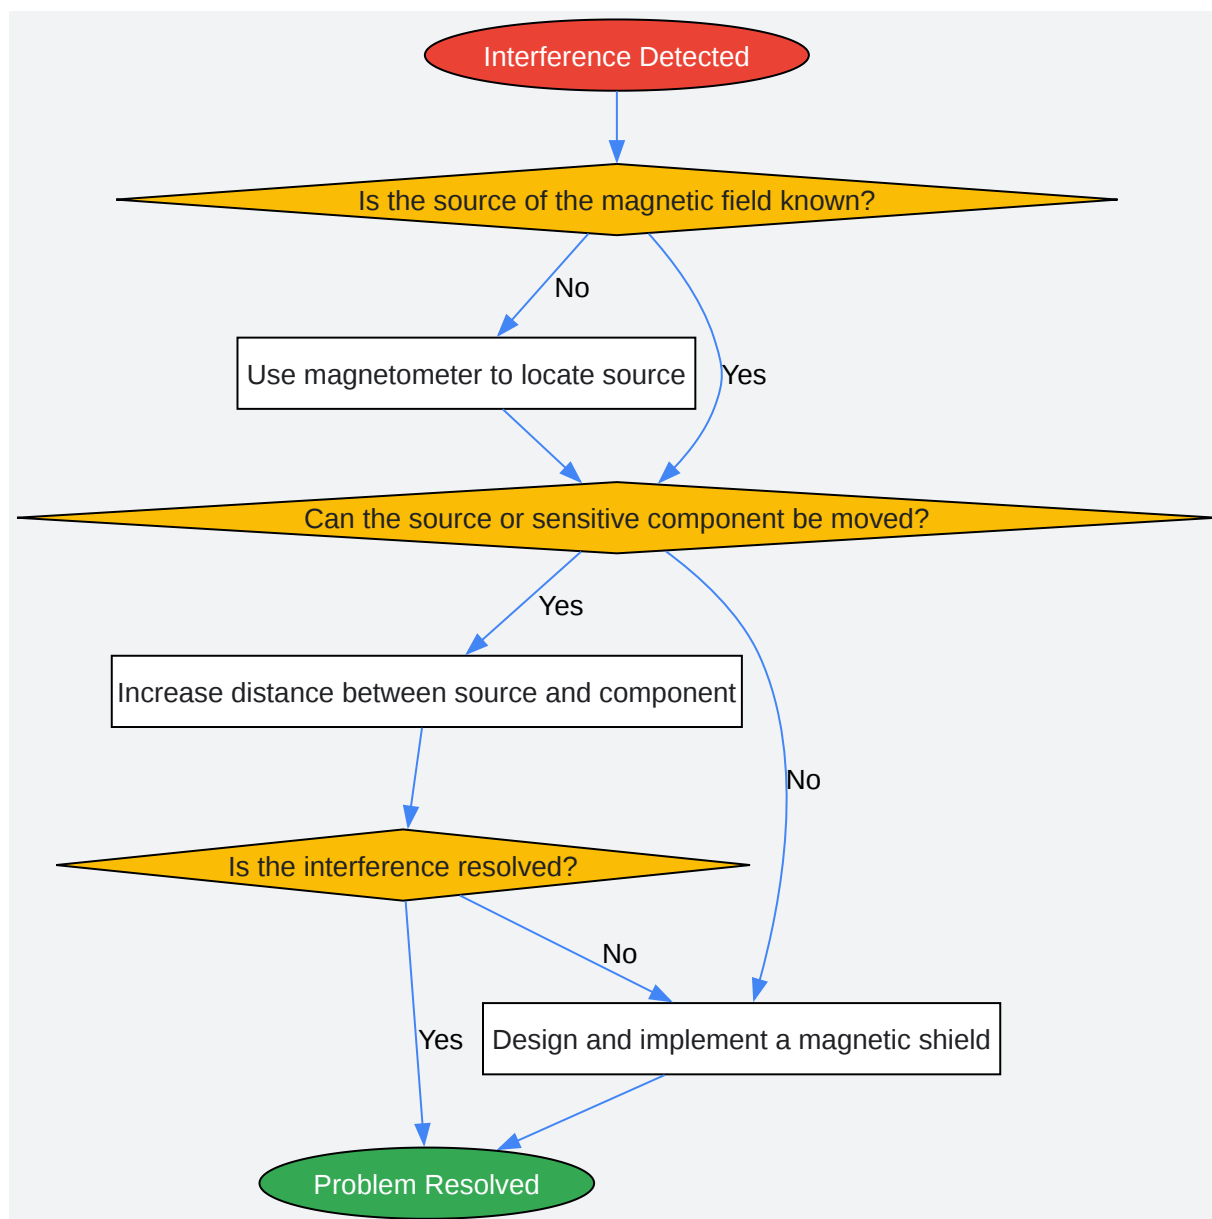 Interference Detected
Is the source of the magnetic field known?
No
Use magnetometer to locate source
Yes
Can the source or sensitive component be moved?
Yes
Increase distance between source and component
No
Is the interference resolved?
No
Yes
Design and implement a magnetic shield
Problem Resolved